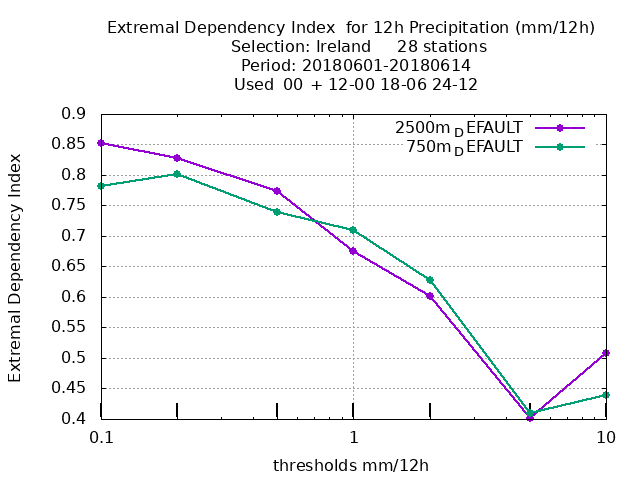 Extremal Dependency Index  for 12h Precipitation (mm/12h)
Selection: Ireland     28 stations
Period: 20180601-20180614
Used  00  + 12-00 18-06 24-12
Extremal Dependency Index
0.9
0.85
0.8
0.75
0.7
0.65
0.6
0.55
0.5
0.45
0.4
2500m_DEFAULT
750m_DEFAULT
0.1 1 10
thresholds mm/12h